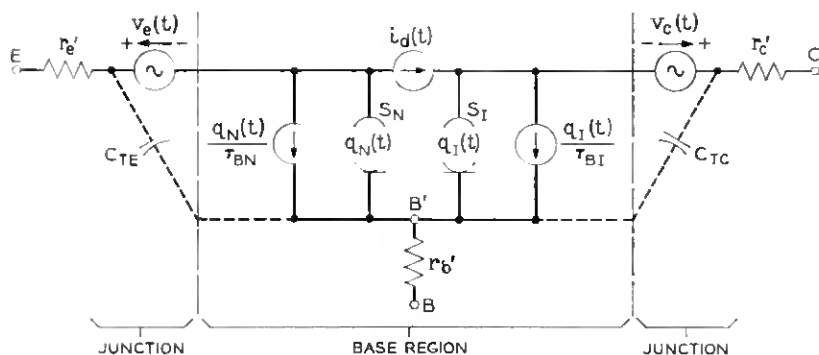 v_e(t)
i_d(t)
v_c(t)
E
r_e'
+
+
r_c'
C
S_N
S_I
q_N(t)/τ_BN
q_N(t)
q_I(t)
q_I(t)/τ_BI
C_TE
C_TC
B'
r_b'
B
JUNCTION
BASE REGION
JUNCTION